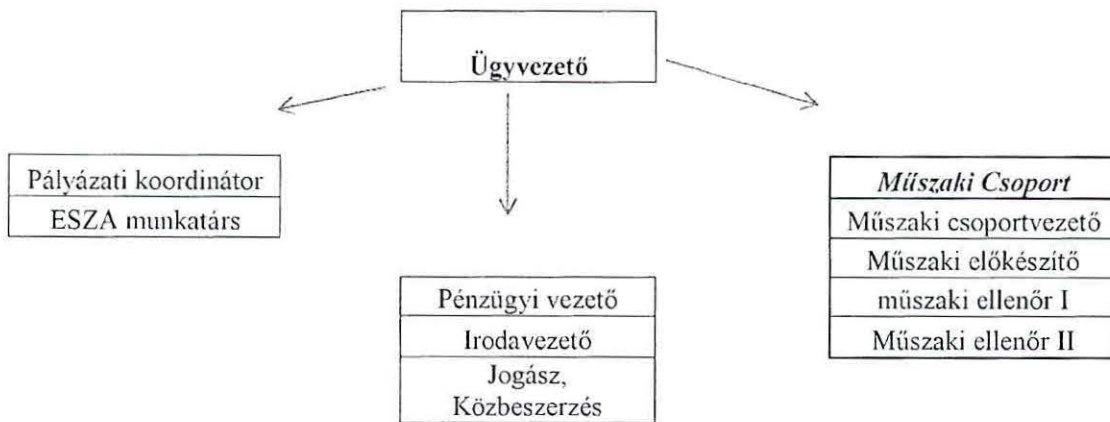 Ügyvezető
Pályázati koordinátor
ESZA munkatárs
Pénzügyi vezető
Irodavezető
Jogász,
Közbeszerzés
Műszaki Csoport
Műszaki csoportvezető
Műszaki előkészítő
műszaki ellenőr I
Műszaki ellenőr II